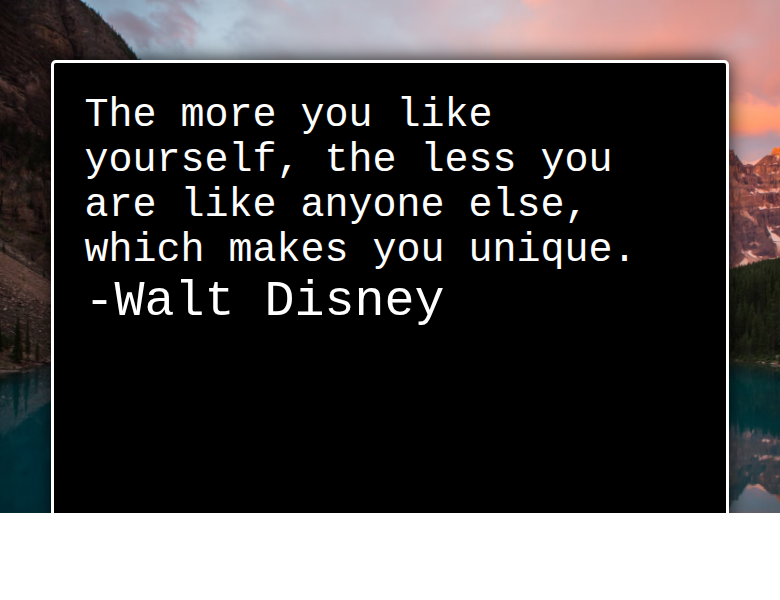 The more you like
yourself, the less you
are like anyone else,
which makes you unique.
-Walt Disney